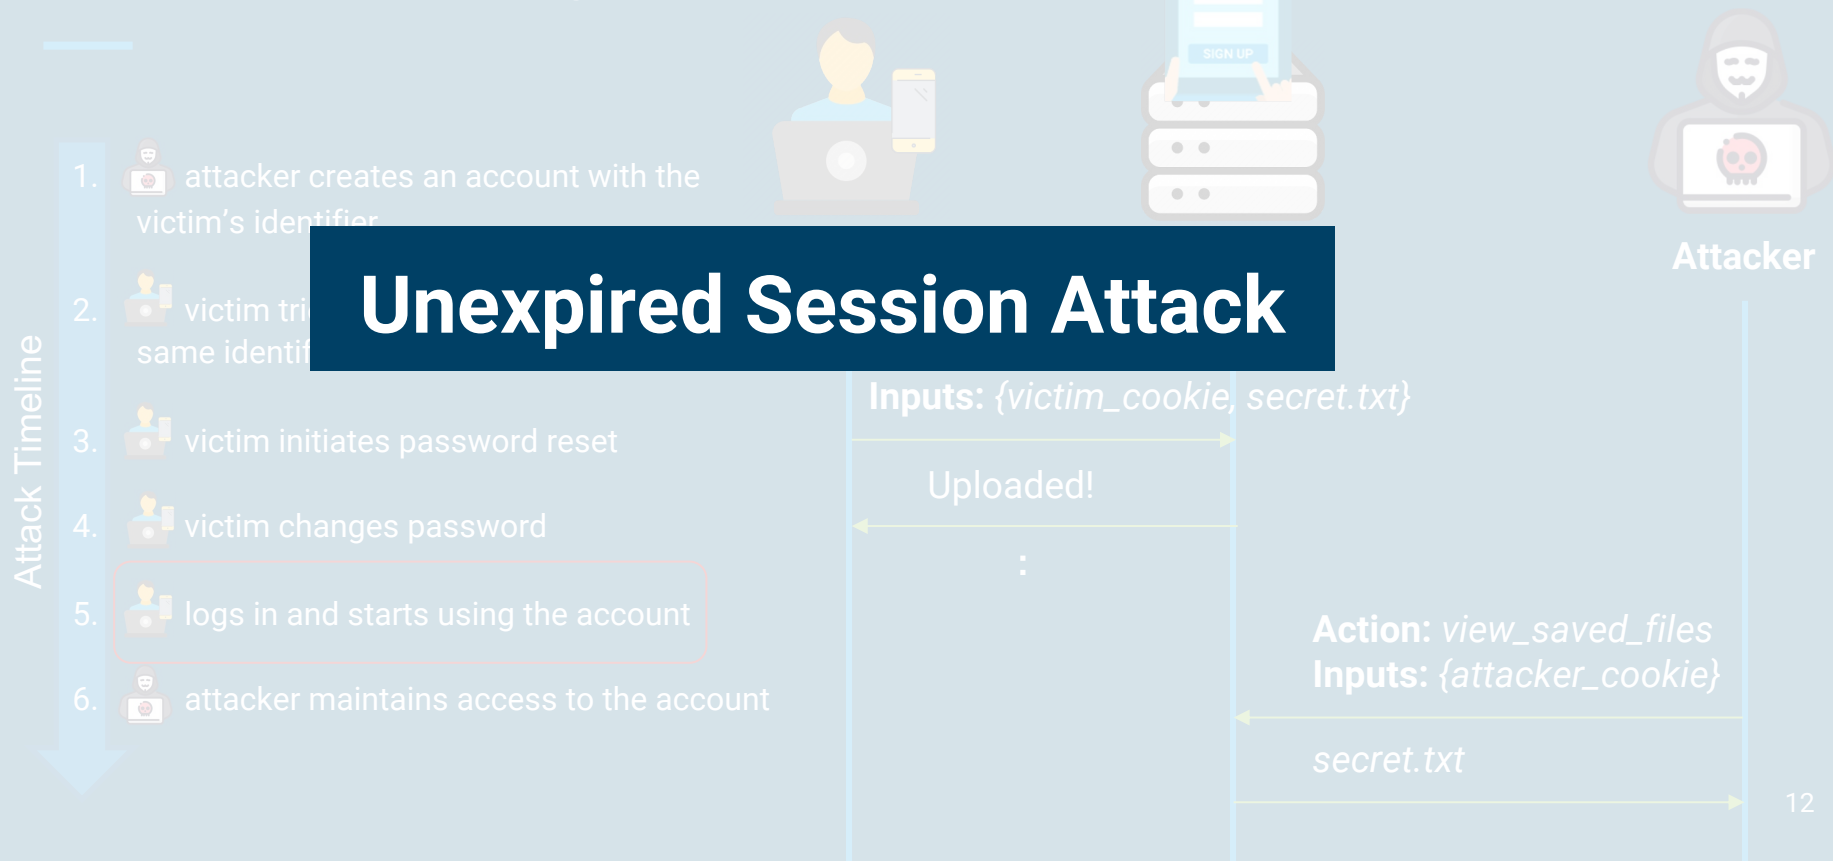 SIGN UP
1. attacker creates an account with the
victim's identifier
2. victim tri
same identif
3. victim initiates password reset
4. victim changes password
5. logs in and starts using the account
6. attacker maintains access to the account
Attack Timeline
Unexpired Session Attack
Attacker
Inputs: {victim_cookie, secret.txt}
Uploaded!
:
Action: view_saved_files
Inputs: {attacker_cookie}
secret.txt
12